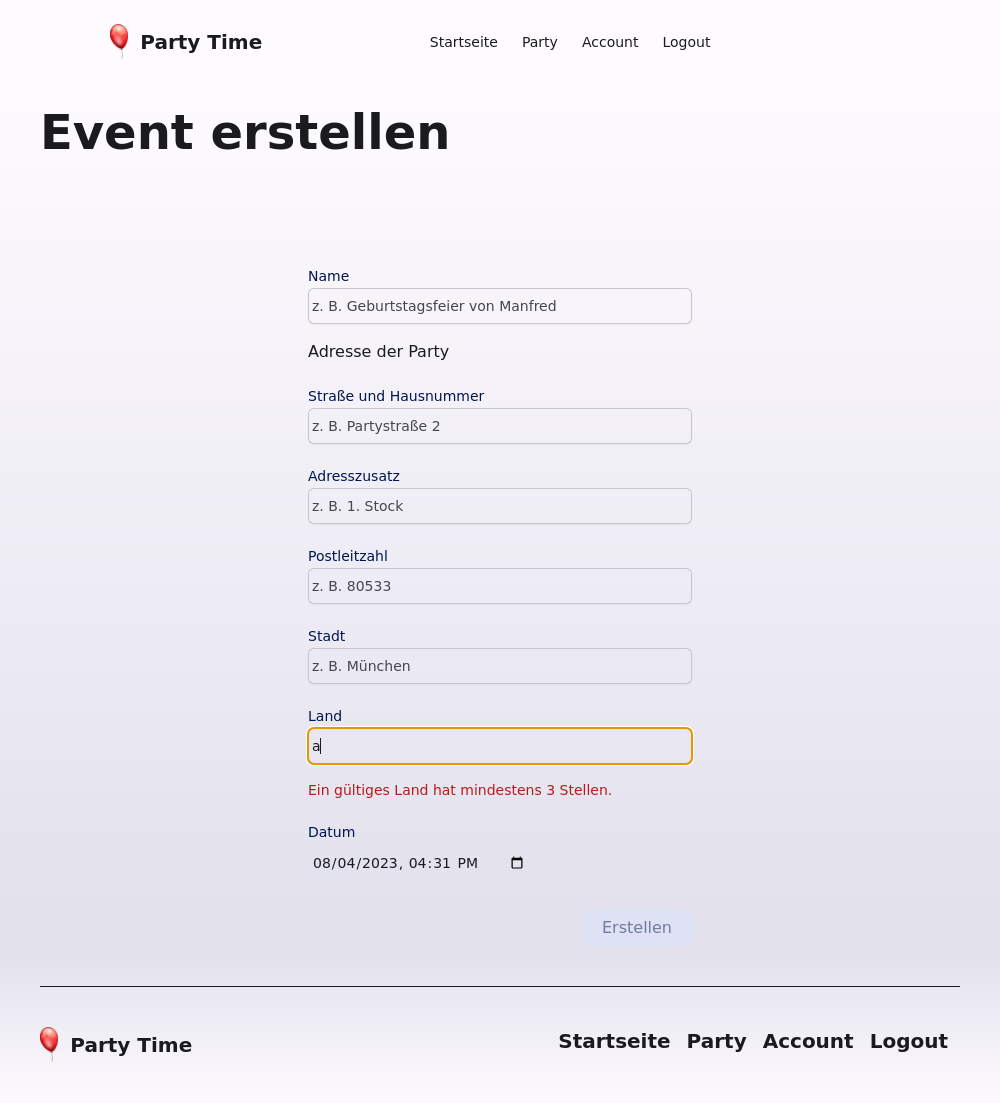 Party Time
Startseite Party Account Logout
Event erstellen
Name
z. B. Geburtstagsfeier von Manfred
Adresse der Party
Straße und Hausnummer
z. B. Partystraße 2
Adresszusatz
z. B. 1. Stock
Postleitzahl
z. B. 80533
Stadt
z. B. München
Land
a
Ein gültiges Land hat mindestens 3 Stellen.
Datum
08/04/2023, 04:31 PM
Erstellen
Party Time
Startseite Party Account Logout